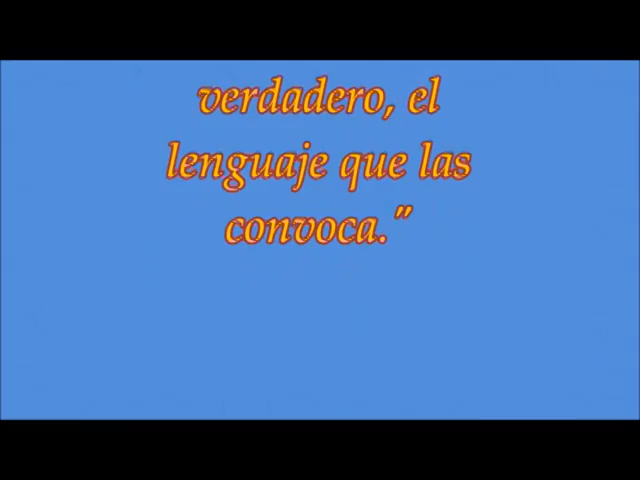 verdadero, el
lenguaje que las
convoca.”